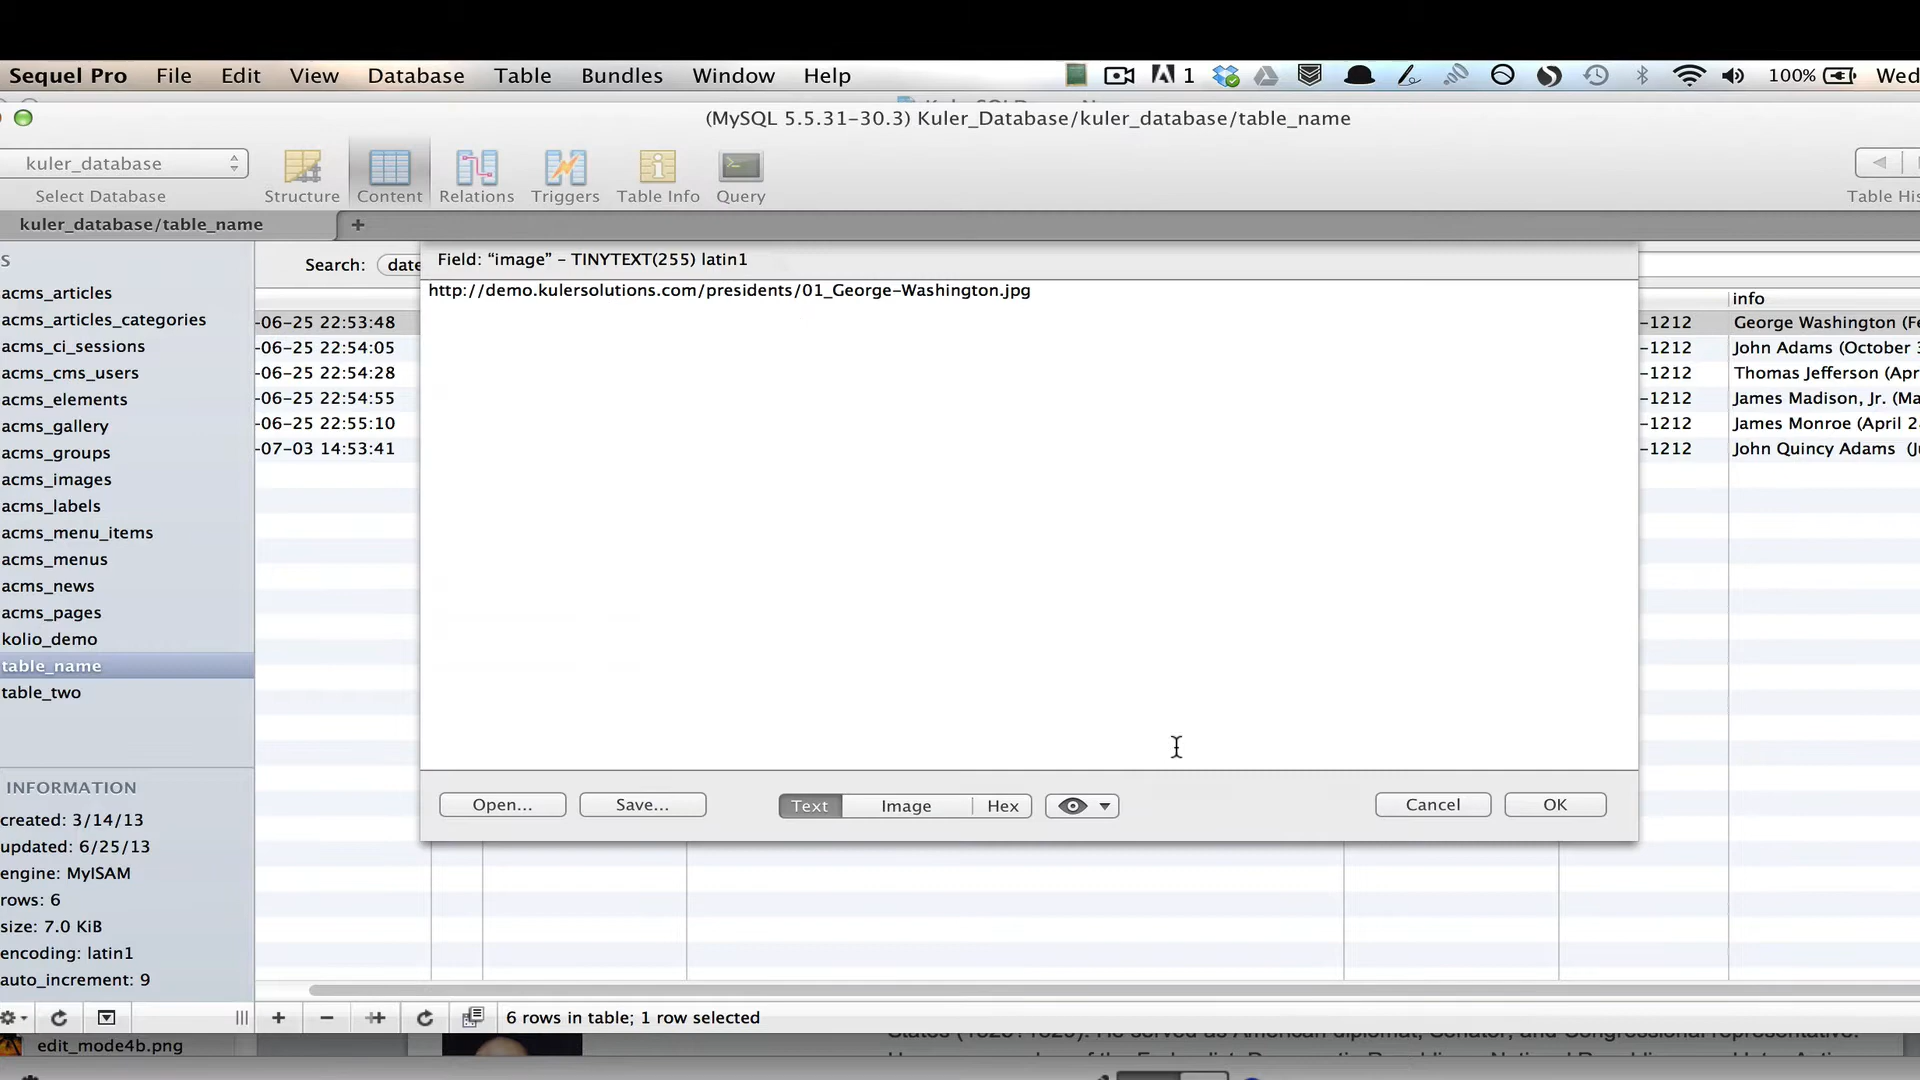 Sequel Pro File Edit View Database Table Bundles Window Help 1 100% Wed
(MySQL 5.5.31-30.3) Kuler_Database/kuler_database/table_name
kuler_database
Select Database Structure Content Relations Triggers Table Info Query Table His
kuler_database/table_name +
S
acms_articles
acms_articles_categories
acms_ci_sessions
acms_cms_users
acms_elements
acms_gallery
acms_groups
acms_images
acms_labels
acms_menu_items
acms_menus
acms_news
acms_pages
kolio_demo
table_name
table_two
INFORMATION
created: 3/14/13
updated: 6/25/13
engine: MyISAM
rows: 6
size: 7.0 KiB
encoding: latin1
auto_increment: 9
Search: date
-06-25 22:53:48
-06-25 22:54:05
-06-25 22:54:28
-06-25 22:54:55
-06-25 22:55:10
-07-03 14:53:41
Field: “image” – TINYTEXT(255) latin1
http://demo.kulersolutions.com/presidents/01_George-Washington.jpg
Open... Save... Text Image Hex Cancel OK
info
-1212 George Washington (Fe
-1212 John Adams (October 3
-1212 Thomas Jefferson (Apr
-1212 James Madison, Jr. (Ma
-1212 James Monroe (April 2
-1212 John Quincy Adams (Ju
6 rows in table; 1 row selected
edit_mode4b.png